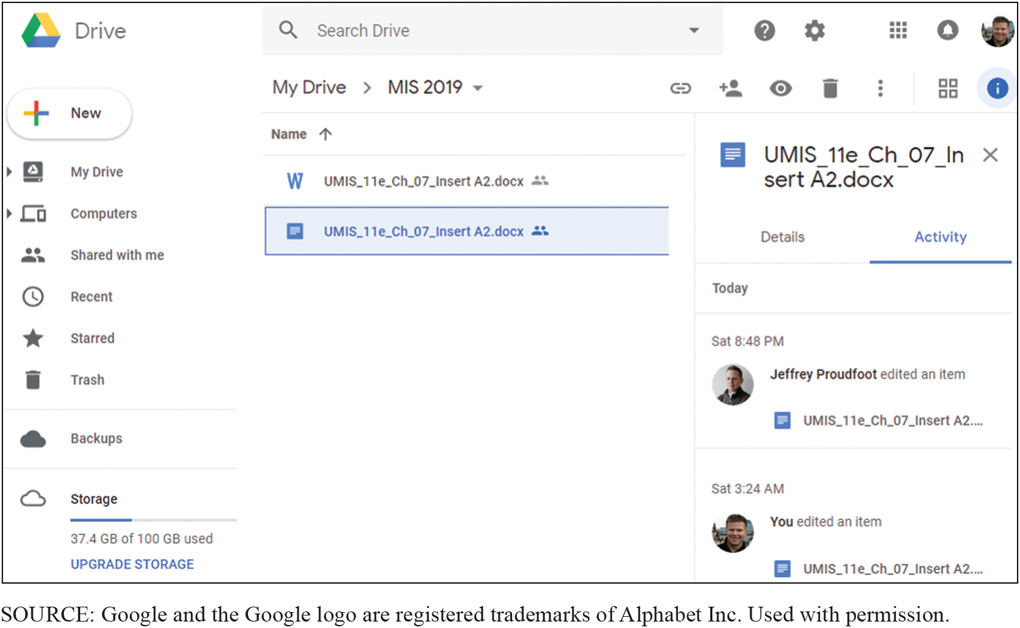 Drive
Search Drive
My Drive > MIS 2019
New
Name ↑
My Drive
Computers
Shared with me
Recent
Starred
Trash
Backups
Storage
37.4 GB of 100 GB used
UPGRADE STORAGE
W UMIS_11e_Ch_07_Insert A2.docx
UMIS_11e_Ch_07_Insert A2.docx
UMIS_11e_Ch_07_In
sert A2.docx
Details Activity
Today
Sat 8:48 PM
Jeffrey Proudfoot edited an item
UMIS_11e_Ch_07_Insert A2....
Sat 3:24 AM
You edited an item
UMIS_11e_Ch_07_Insert A2....
SOURCE: Google and the Google logo are registered trademarks of Alphabet Inc. Used with permission.